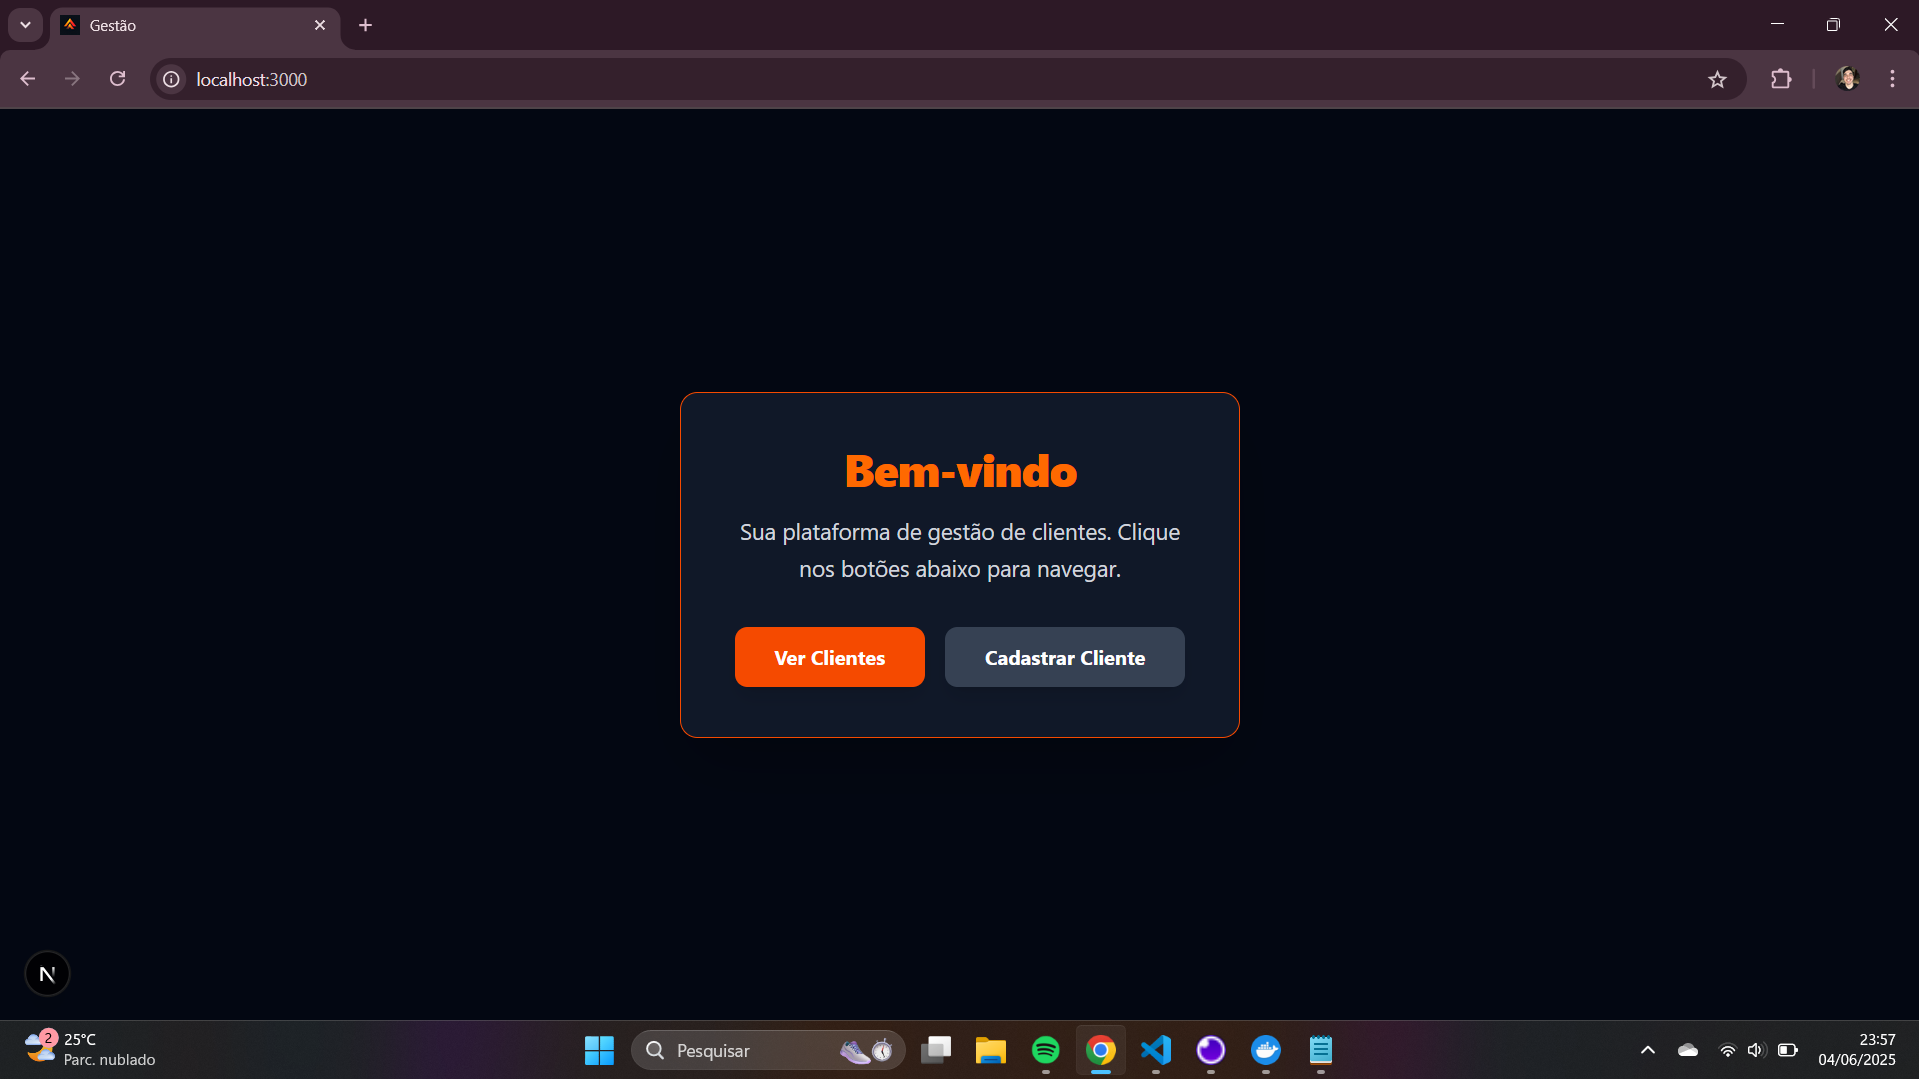 Gestão
localhost:3000
Bem-vindo
Sua plataforma de gestão de clientes. Clique
nos botões abaixo para navegar.
Ver Clientes
Cadastrar Cliente
N
2
25°C
Parc. nublado
Pesquisar
23:57
04/06/2025